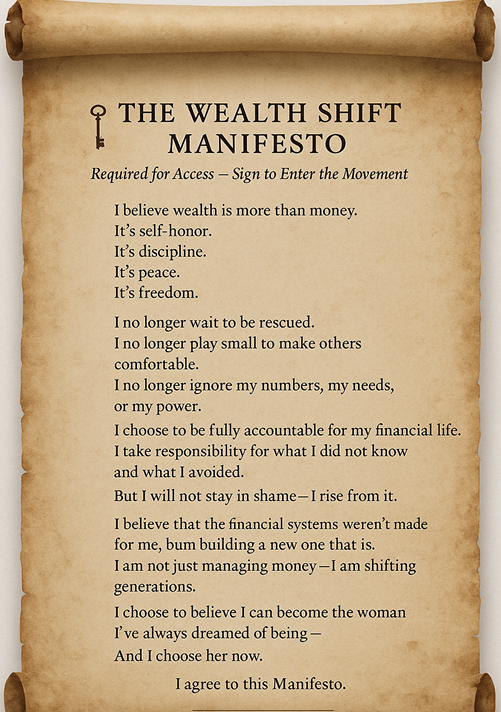 THE WEALTH SHIFT
MANIFESTO
Required for Access – Sign to Enter the Movement
I believe wealth is more than money.
It's self-honor.
It's discipline.
It's peace.
It's freedom.
I no longer wait to be rescued.
I no longer play small to make others
comfortable.
I no longer ignore my numbers, my needs,
or my power.
I choose to be fully accountable for my financial life.
I take responsibility for what I did not know
and what I avoided.
But I will not stay in shame—I rise from it.
I believe that the financial systems weren't made
for me, bum building a new one that is.
I am not just managing money—I am shifting
generations.
I choose to believe I can become the woman
I've always dreamed of being—
And I choose her now.
I agree to this Manifesto.